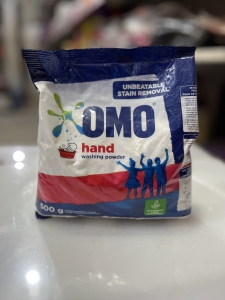 UNBEATABLE
STAIN REMOVAL
OMO
hand
washing powder
500 g